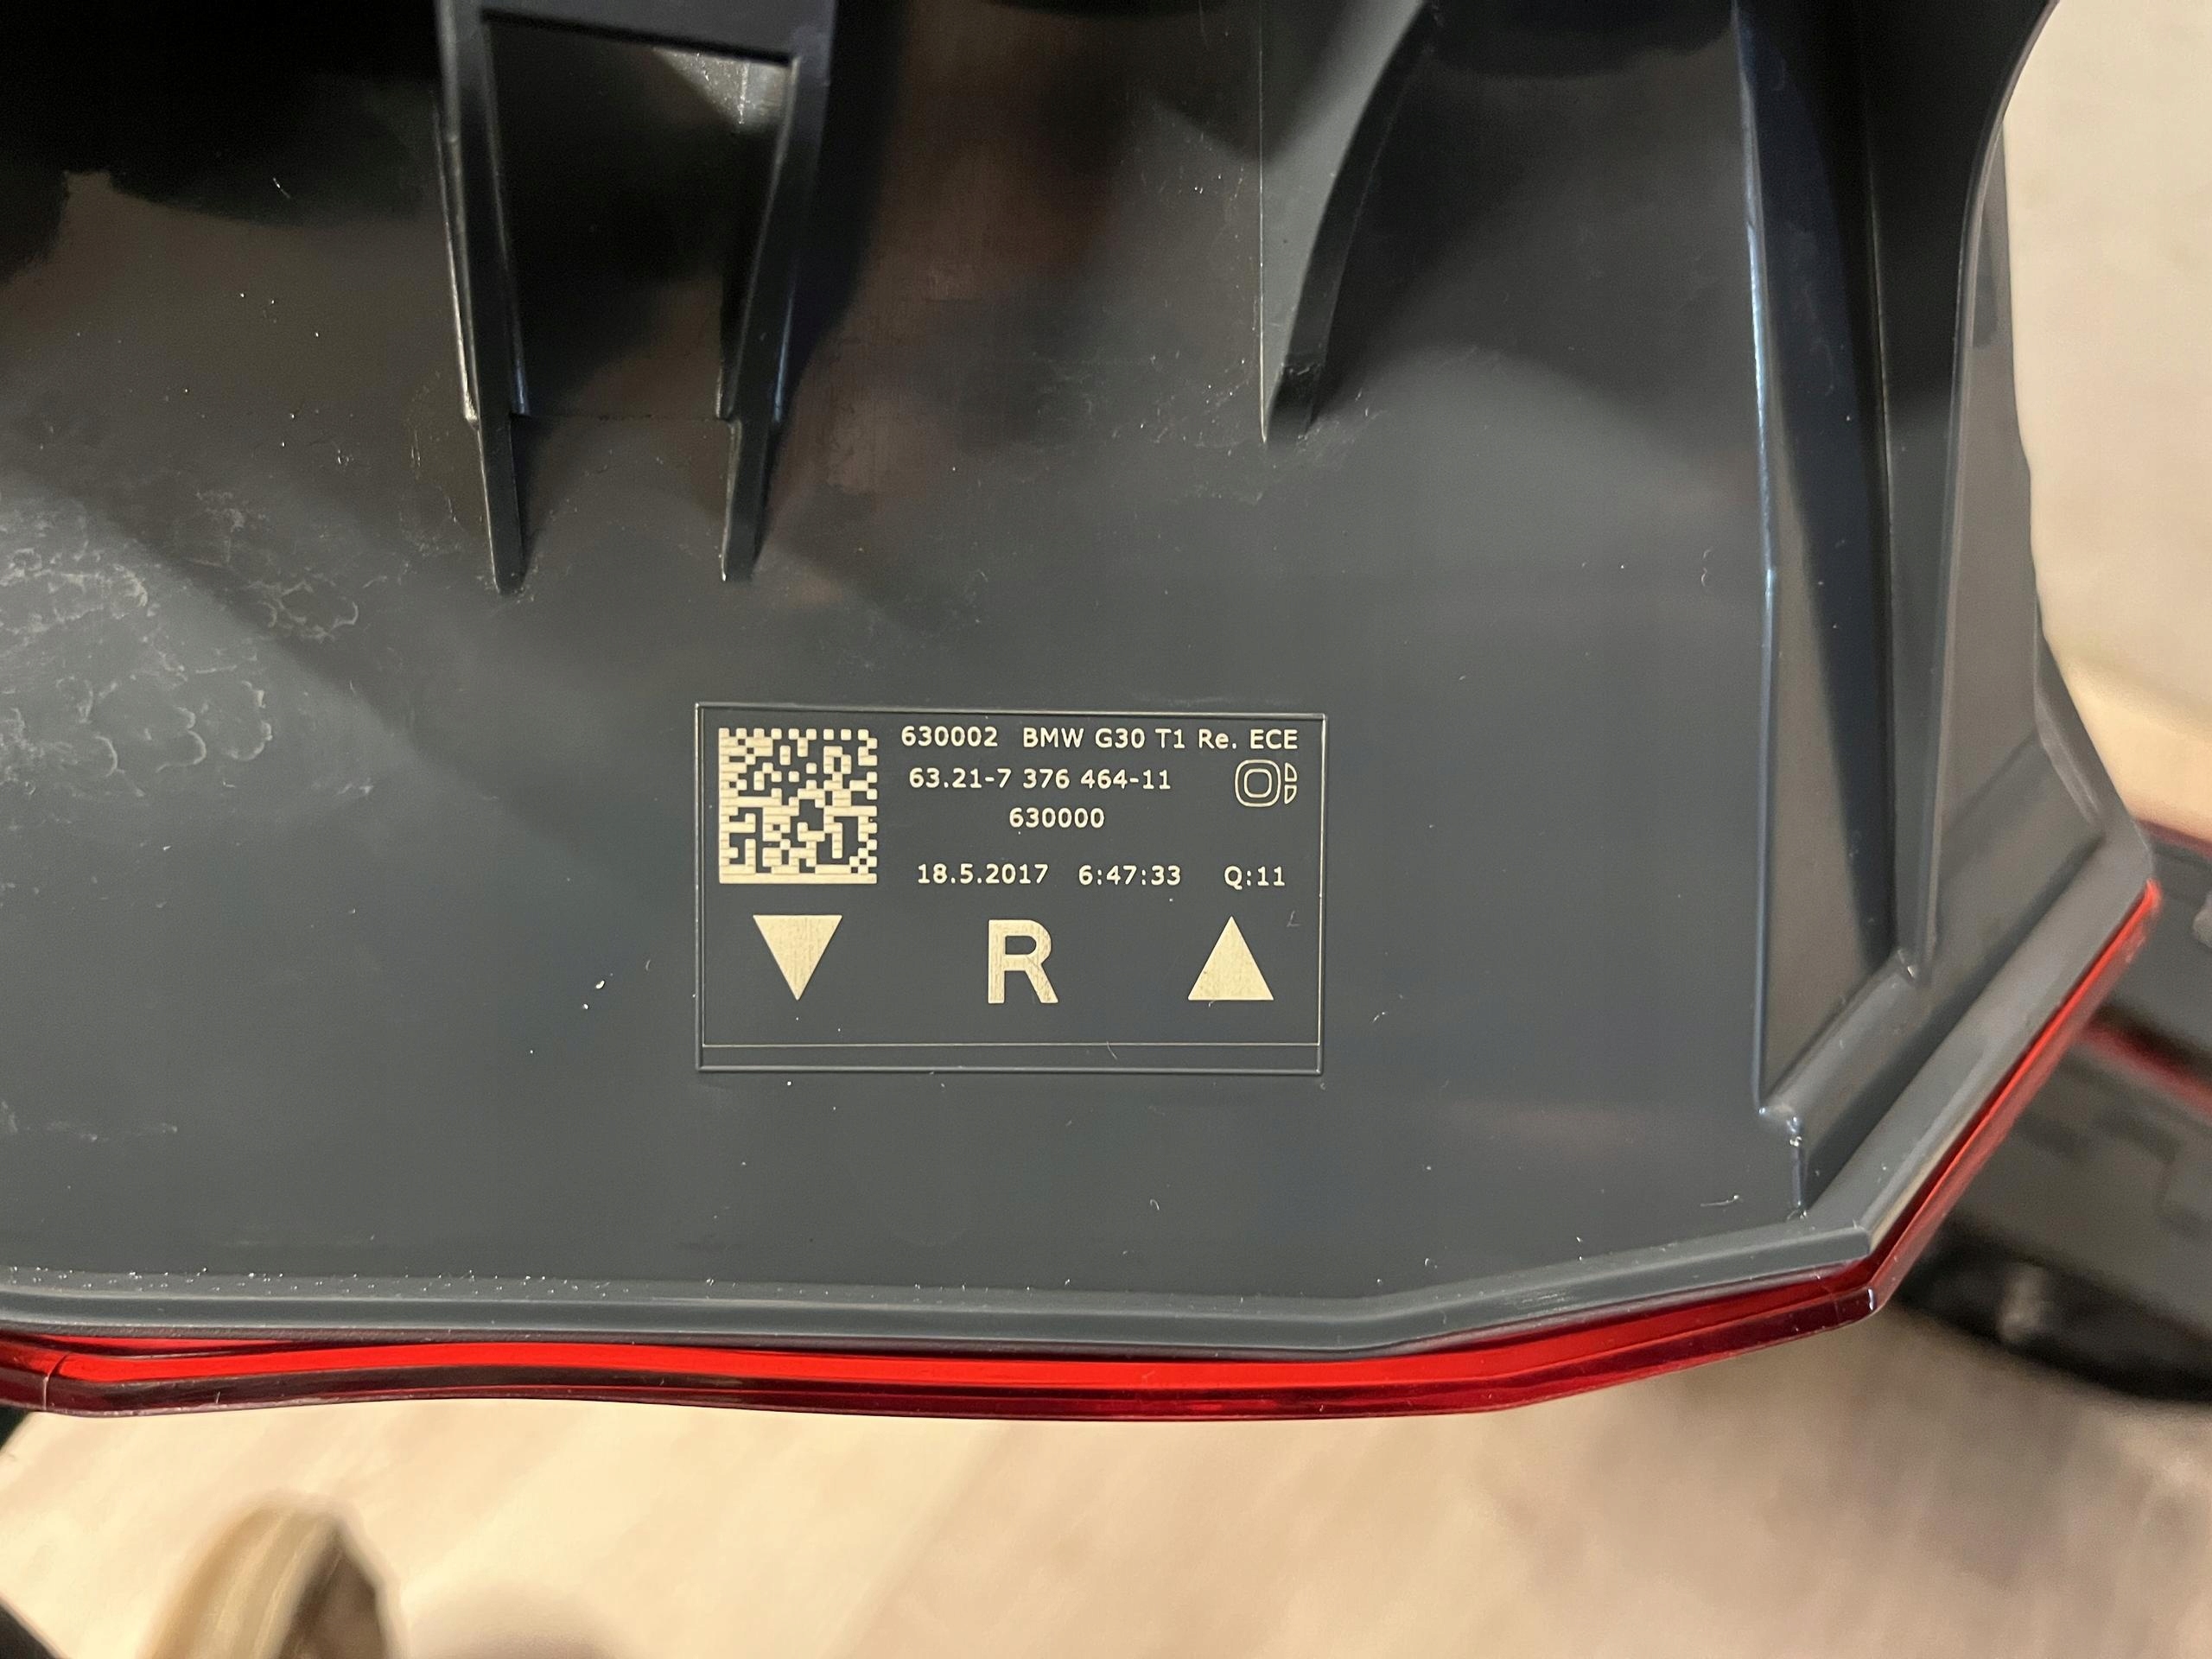 630002 BMW G30 T1 Re. ECE
63.21-7 376 464-11
630000
18.5.2017 6:47:33 Q:11
R